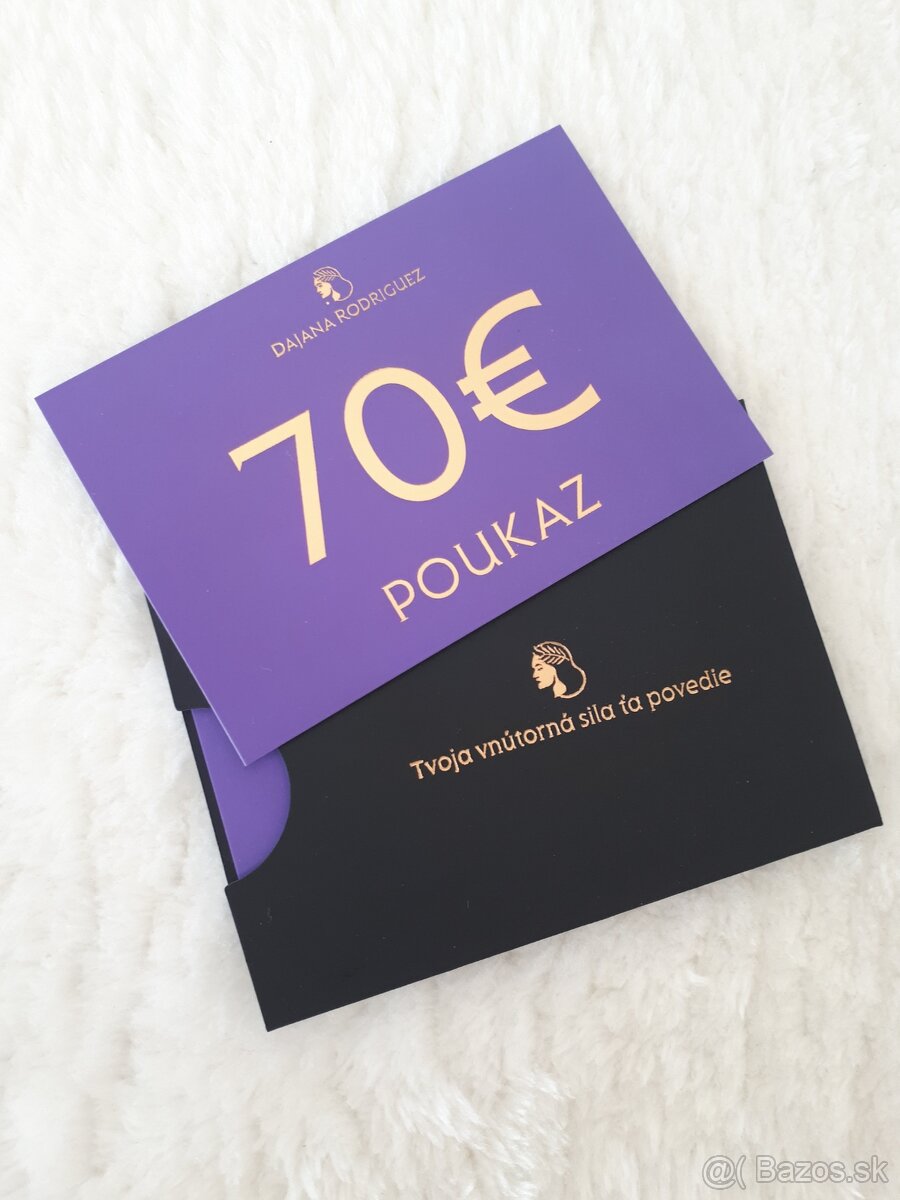 DAJANA RODRIGUEZ
70€
POUKAZ
Tvoja vnútorná sila ťa povedie
@( Bazos.sk